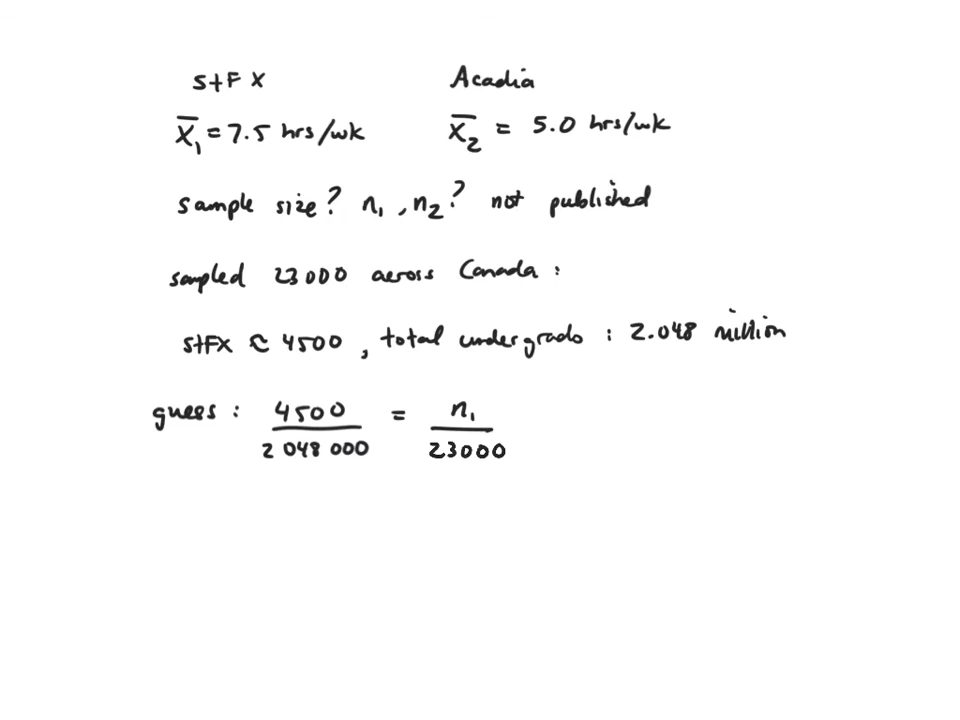 StFX Acadia
X̄₁ = 7.5 hrs/wk X̄₂ = 5.0 hrs/wk
sample size? n₁, n₂? not published
sampled 23000 across Canada :
StFX ≈ 4500, total undergrads : 2.048 million
guess : 4500 / 2 048 000 = n₁ / 23000